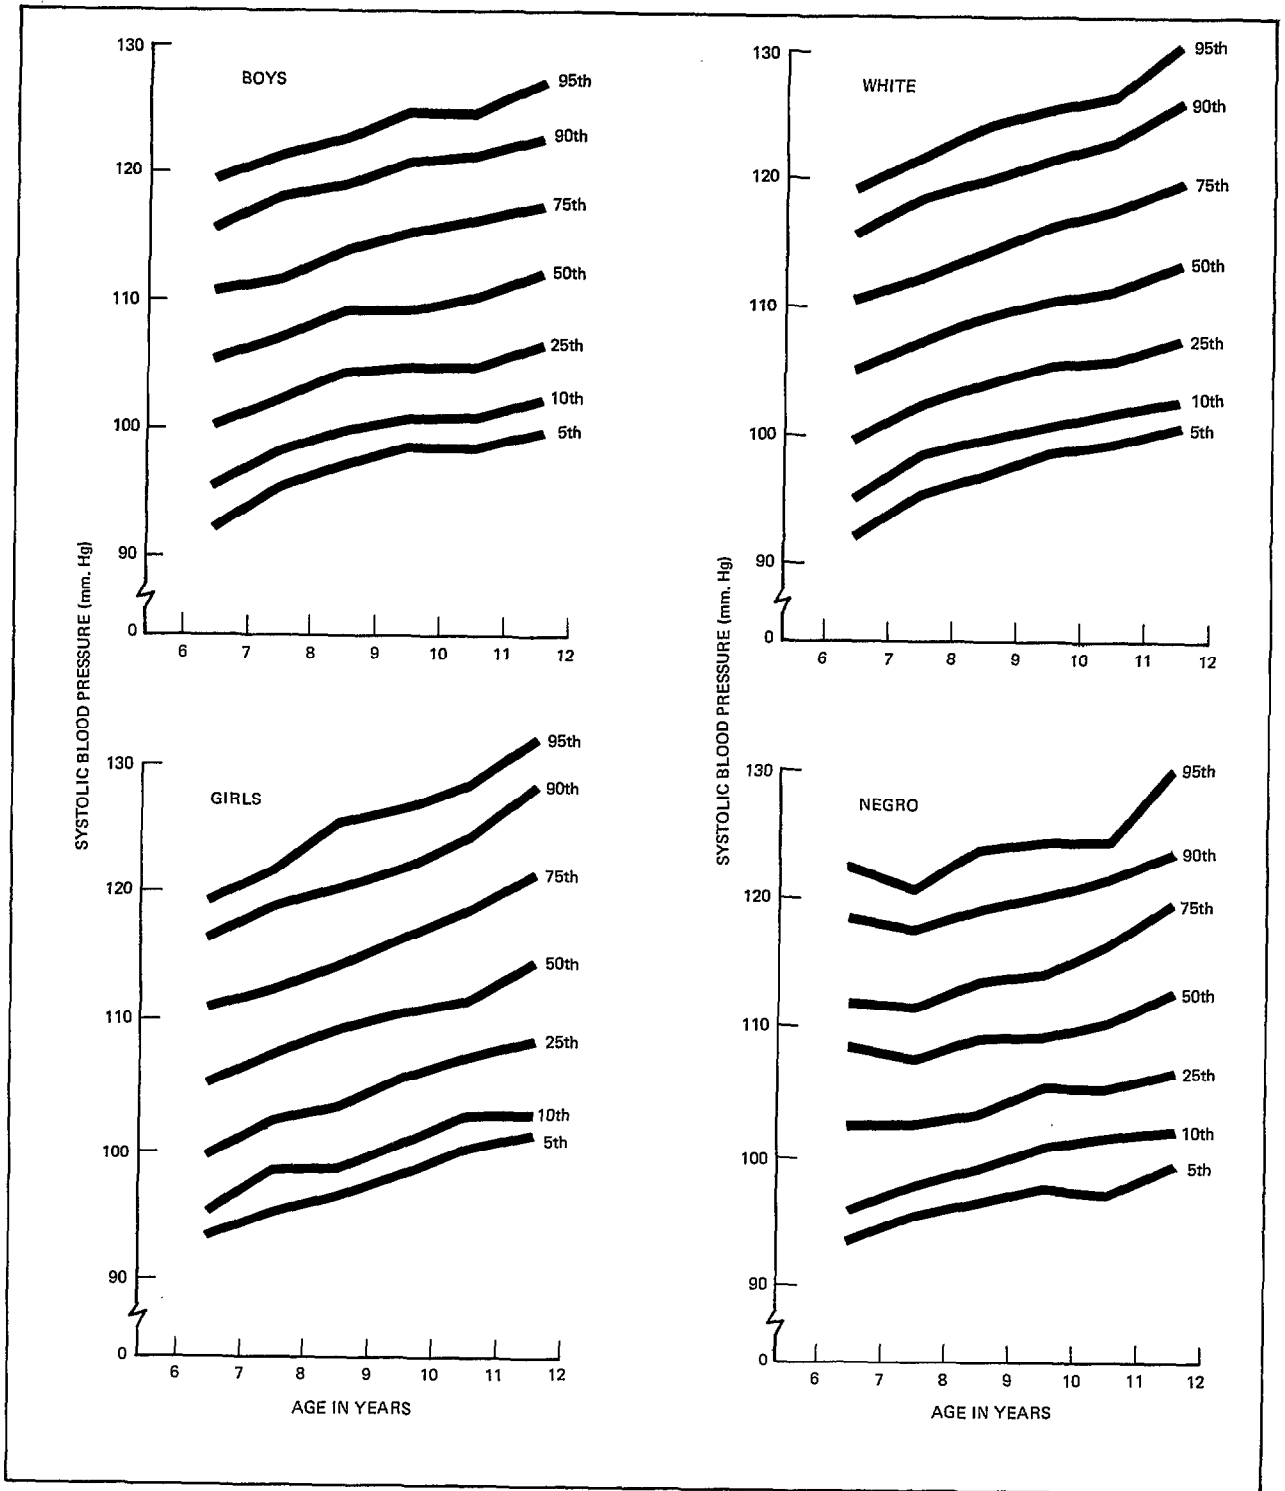 SYSTOLIC BLOOD PRESSURE (mm. Hg)
BOYS
130
120
110
100
90
0
95th
90th
75th
50th
25th
10th
5th
6 7 8 9 10 11 12
SYSTOLIC BLOOD PRESSURE (mm. Hg)
WHITE
130
120
110
100
90
0
95th
90th
75th
50th
25th
10th
5th
6 7 8 9 10 11 12
GIRLS
130
120
110
100
90
0
95th
90th
75th
50th
25th
10th
5th
6 7 8 9 10 11 12
AGE IN YEARS
NEGRO
130
120
110
100
90
0
95th
90th
75th
50th
25th
10th
5th
6 7 8 9 10 11 12
AGE IN YEARS